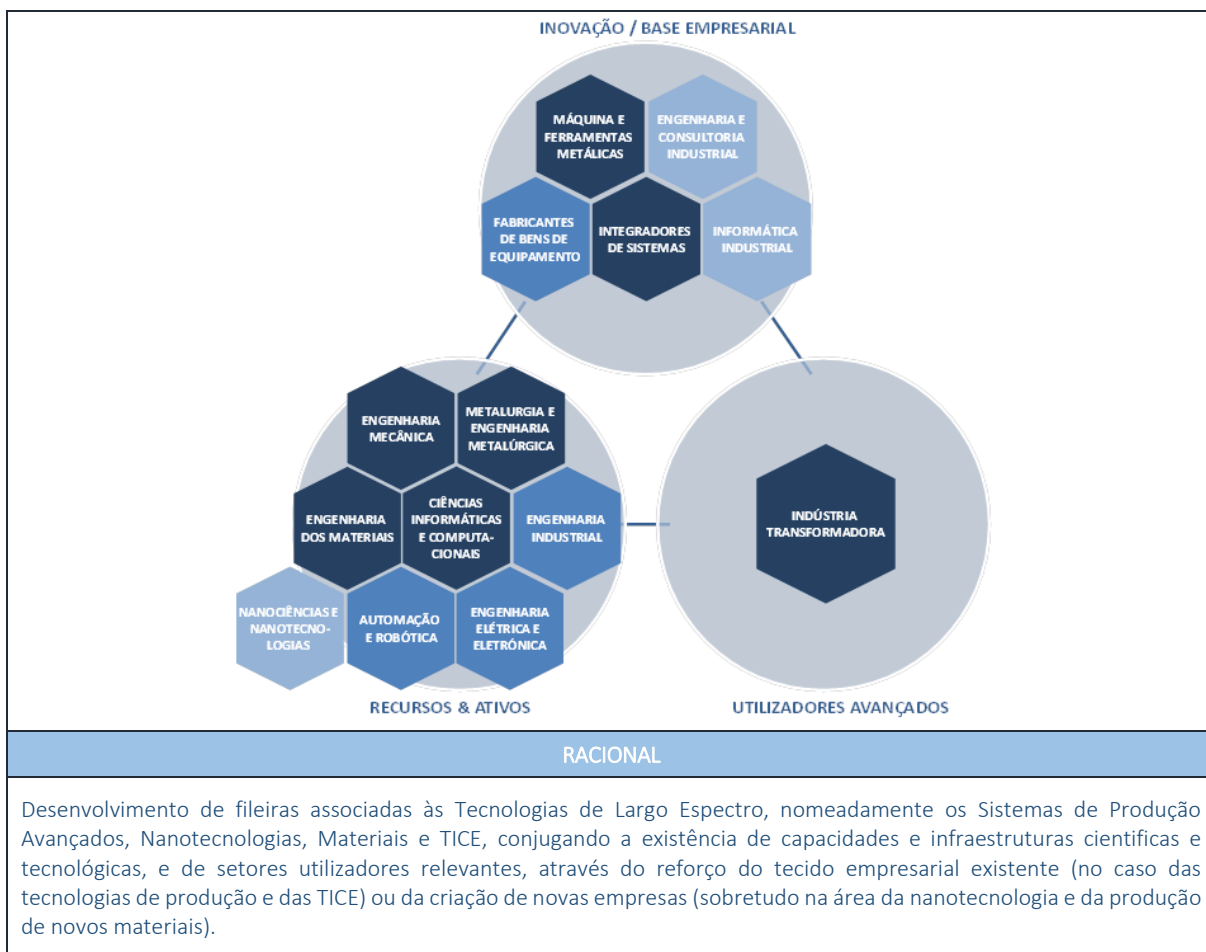 INOVAÇÃO / BASE EMPRESARIAL
MÁQUINA E
FERRAMENTAS
METÁLICAS
ENGENHARIA E
CONSULTORIA
INDUSTRIAL
FABRICANTES
DE BENS DE
EQUIPAMENTO
INTEGRADORES
DE SISTEMAS
INFORMÁTICA
INDUSTRIAL
ENGENHARIA
MECÂNICA
METALURGIA E
ENGENHARIA
METALÚRGICA
ENGENHARIA
DOS MATERIAIS
CIÊNCIAS
INFORMÁTICAS
E COMPUTA-
CIONAIS
ENGENHARIA
INDUSTRIAL
NANOCIÊNCIAS E
NANOTECNO-
LOGIAS
AUTOMAÇÃO
E ROBÓTICA
ENGENHARIA
ELÉTRICA E
ELETRÓNICA
INDÚSTRIA
TRANSFORMADORA
RECURSOS & ATIVOS
UTILIZADORES AVANÇADOS
RACIONAL
Desenvolvimento de fileiras associadas às Tecnologias de Largo Espectro, nomeadamente os Sistemas de Produção
Avançados, Nanotecnologias, Materiais e TICE, conjugando a existência de capacidades e infraestruturas cientificas e
tecnológicas, e de setores utilizadores relevantes, através do reforço do tecido empresarial existente (no caso das
tecnologias de produção e das TICE) ou da criação de novas empresas (sobretudo na área da nanotecnologia e da produção
de novos materiais).